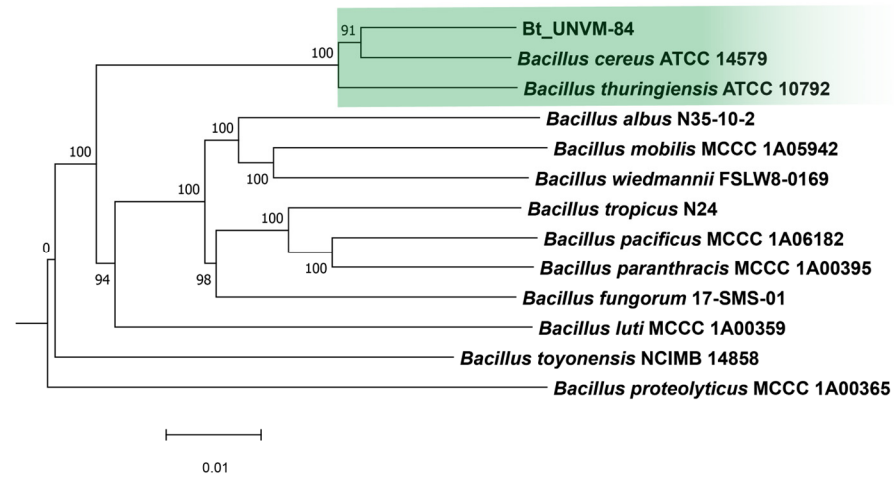 91
Bt_UNVM-84
100
Bacillus cereus ATCC 14579
Bacillus thuringiensis ATCC 10792
100
Bacillus albus N35-10-2
Bacillus mobilis MCCC 1A05942
100
100
100
Bacillus wiedmannii FSLW8-0169
100
Bacillus tropicus N24
0
Bacillus pacificus MCCC 1A06182
94
98
100
Bacillus paranthracis MCCC 1A00395
Bacillus fungorum 17-SMS-01
Bacillus luti MCCC 1A00359
Bacillus toyonensis NCIMB 14858
Bacillus proteolyticus MCCC 1A00365
0.01